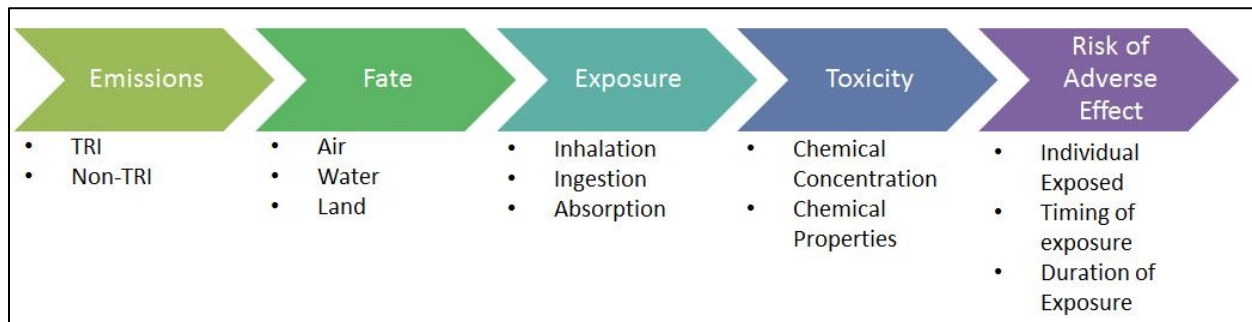 Emissions
• TRI
• Non-TRI
Fate
• Air
• Water
• Land
Exposure
• Inhalation
• Ingestion
• Absorption
Toxicity
• Chemical
Concentration
• Chemical
Properties
Risk of
Adverse
Effect
• Individual
Exposed
• Timing of
exposure
• Duration of
Exposure